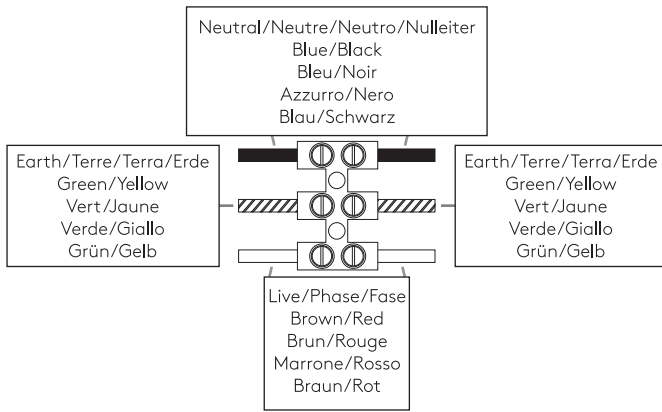 Neutral/Neutre/Neutro/Nulleiter
Blue/Black
Bleu/Noir
Azzurro/Nero
Blau/Schwarz
Earth/Terre/Terra/Erde
Green/Yellow
Vert/Jaune
Verde/Giallo
Grün/Gelb
Earth/Terre/Terra/Erde
Green/Yellow
Vert/Jaune
Verde/Giallo
Grün/Gelb
Live/Phase/Fase
Brown/Red
Brun/Rouge
Marrone/Rosso
Braun/Rot